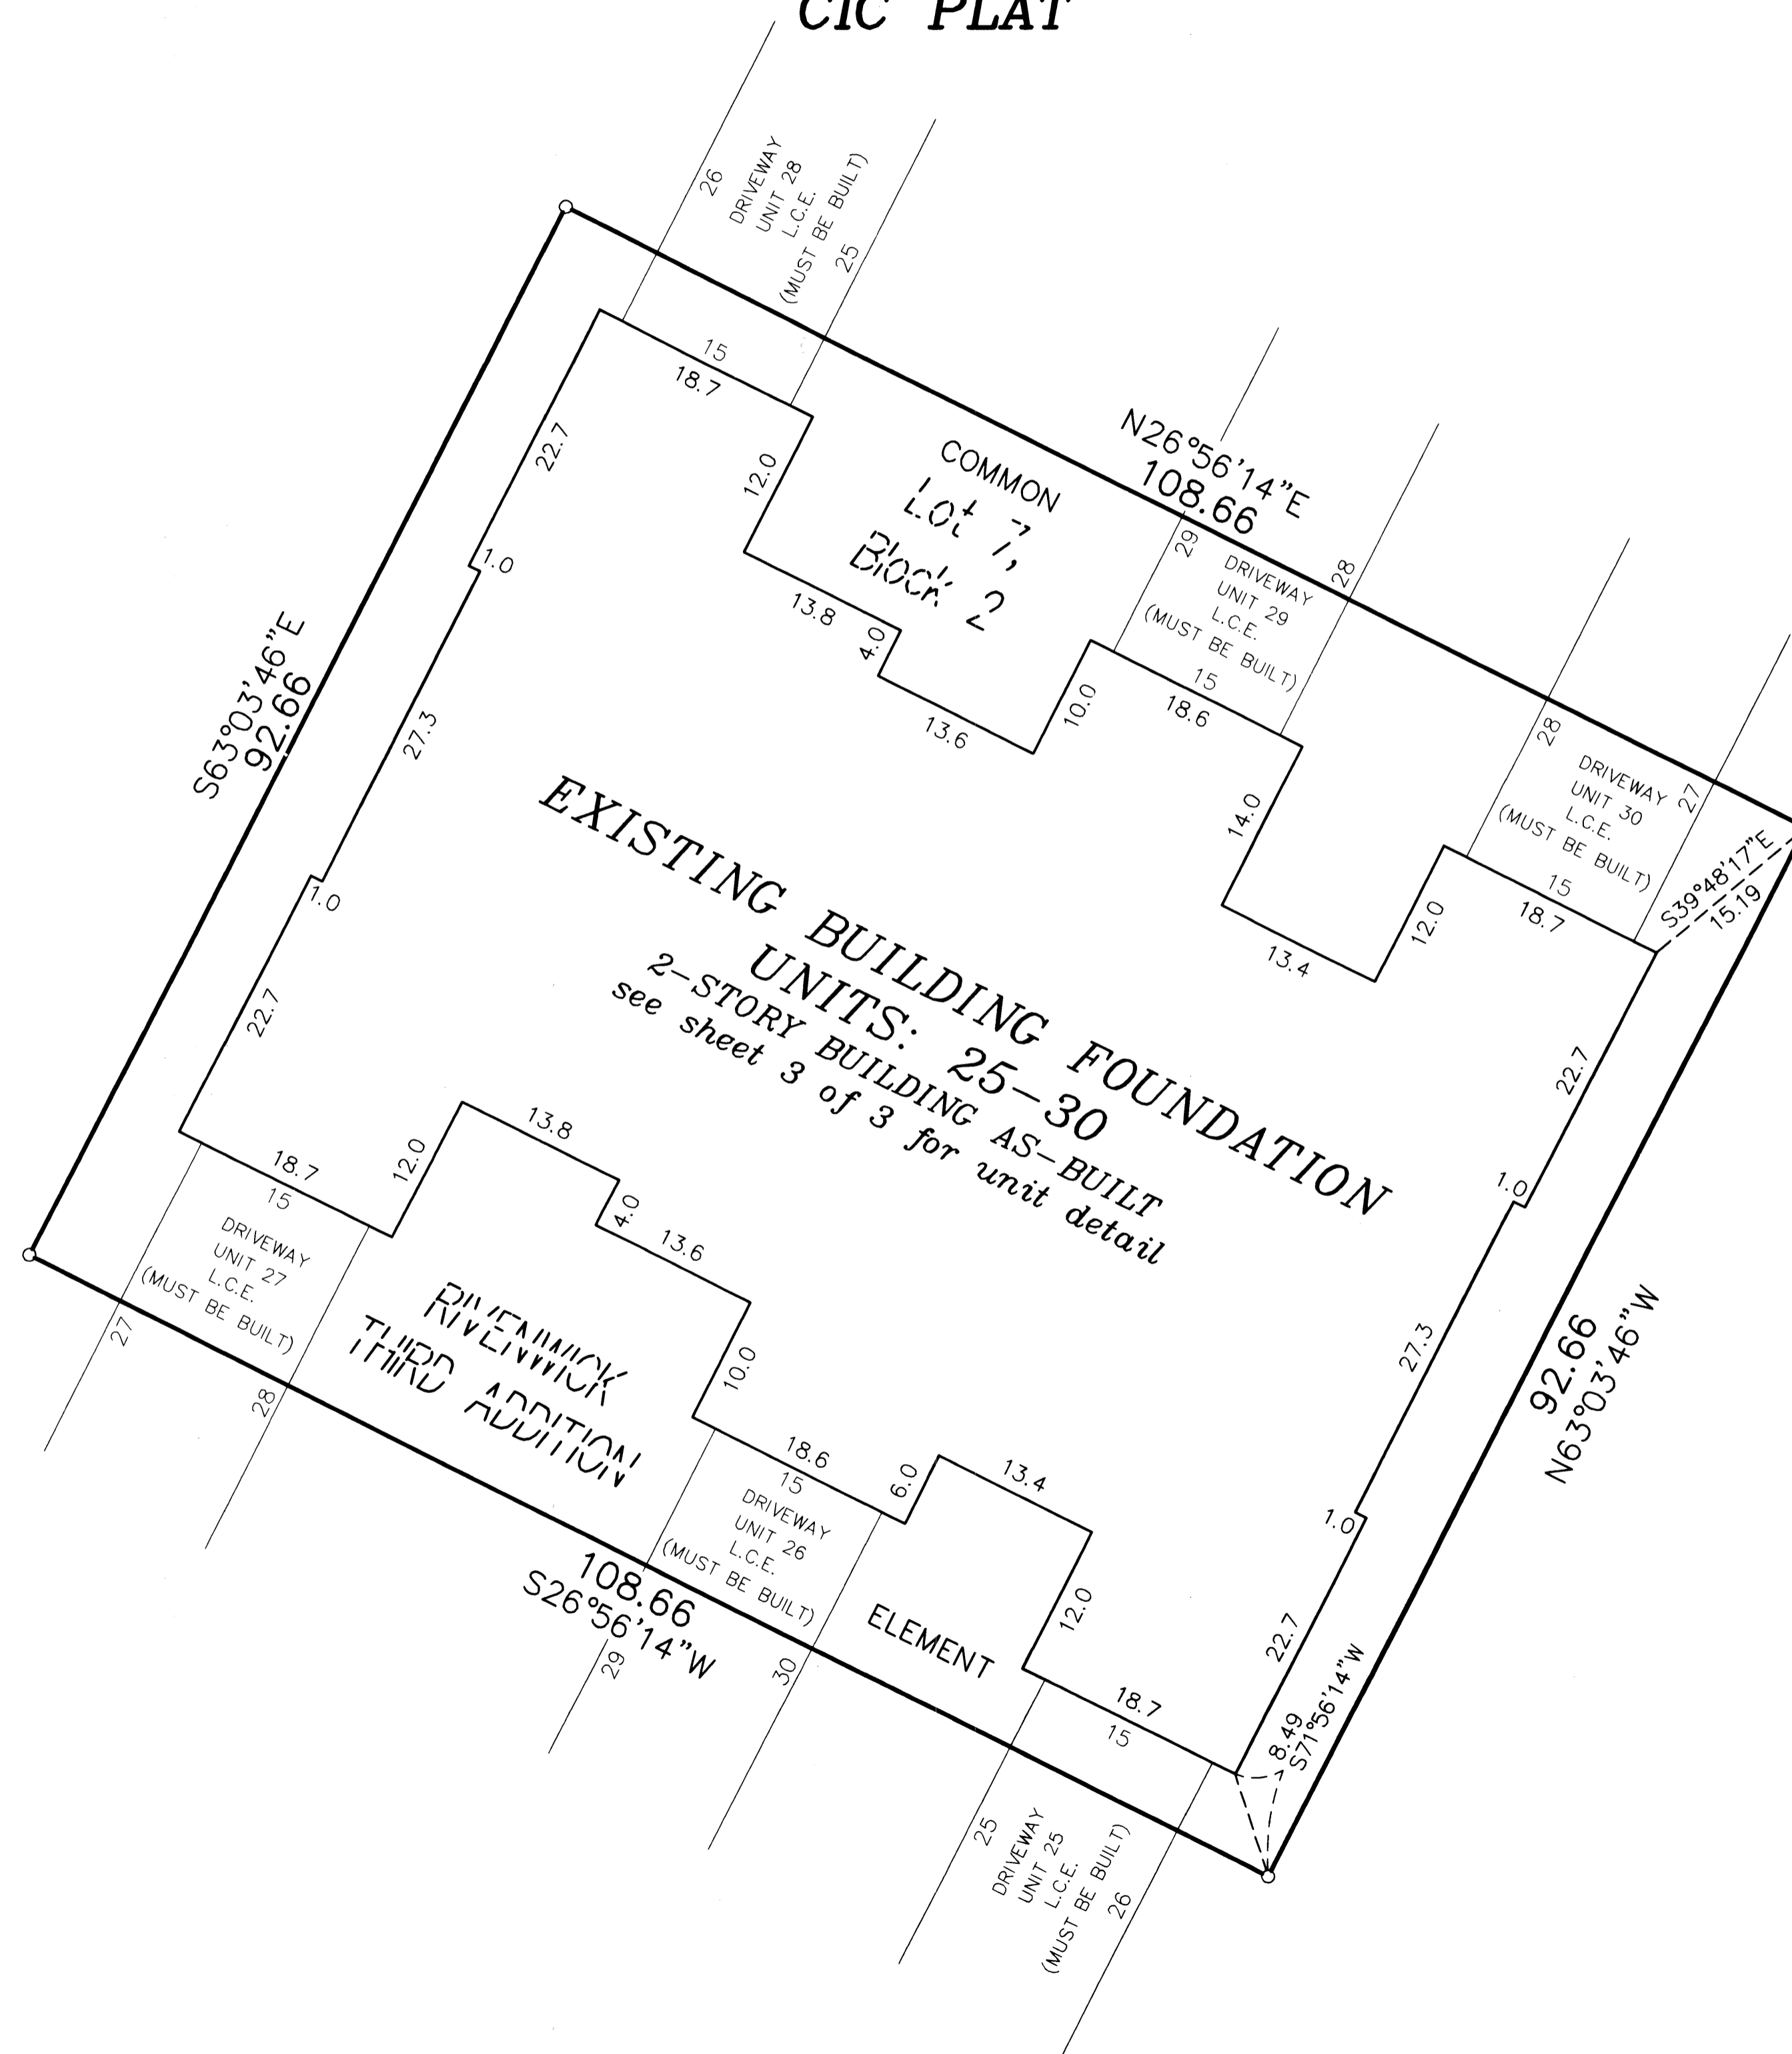 CIC PLAT
26
DRIVEWAY
UNIT 28
L.C.E.
(MUST BE BUILT)
25
15
18.7
22.7
12.0
COMMON
Lot 7,
Block 2
N26°56'14"E
108.66
1.0
13.8
4.0
13.6
10.0
29
DRIVEWAY
UNIT 29
L.C.E.
(MUST BE BUILT)
28
15
18.6
14.0
13.4
12.0
28
DRIVEWAY
UNIT 30
L.C.E.
(MUST BE BUILT)
27
15
18.7
S39°48'17"E
15.19
S63°03'46"E
92.66
27.3
1.0
22.7
EXISTING BUILDING FOUNDATION
UNITS: 25-30
2-STORY BUILDING AS-BUILT
see sheet 3 of 3 for unit detail
22.7
1.0
27.3
1.0
22.7
92.66
N63°03'46"W
18.7
15
12.0
13.8
4.0
13.6
10.0
DRIVEWAY
UNIT 27
L.C.E.
(MUST BE BUILT)
27
28
RIVENWICK
THIRD ADDITION
18.6
15
6.0
13.4
DRIVEWAY
UNIT 26
L.C.E.
(MUST BE BUILT)
108.66
S26°56'14"W
29
30
ELEMENT
12.0
18.7
15
8.49
S71°56'14"W
25
DRIVEWAY
UNIT 25
L.C.E.
(MUST BE BUILT)
26